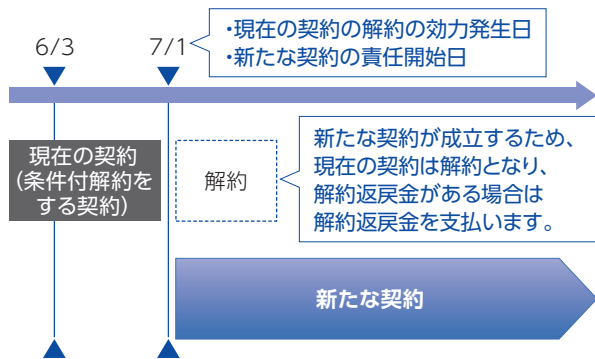 6/3
7/1
・現在の契約の解約の効力発生日
・新たな契約の責任開始日
現在の契約
(条件付解約を
する契約)
解約
新たな契約が成立するため、
現在の契約は解約となり、
解約返戻金がある場合は
解約返戻金を支払います。
新たな契約